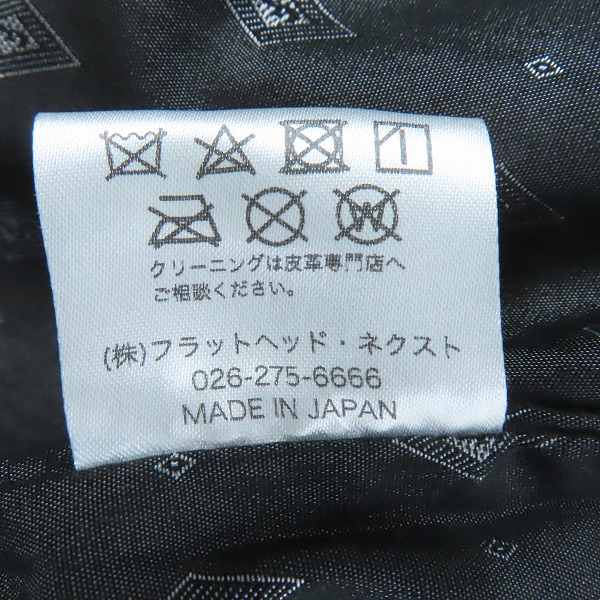 クリーニングは皮革専門店へ
ご相談ください。
(株)フラットヘッド・ネクスト
026-275-6666
MADE IN JAPAN